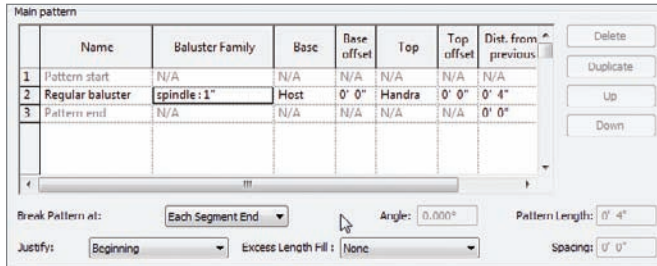 Main pattern
Name Baluster Family Base Base offset Top Top offset Dist. from previous
1 Pattern start N/A N/A N/A N/A N/A N/A
2 Regular baluster spindle : 1" Host 0' 0" Handra 0' 0" 0' 4"
3 Pattern end N/A N/A N/A N/A N/A 0' 0"
Delete
Duplicate
Up
Down
Break Pattern at: Each Segment End Angle: 0.000° Pattern Length: 0' 4"
Justify: Beginning Excess Length Fill : None Spacing: 0' 0"